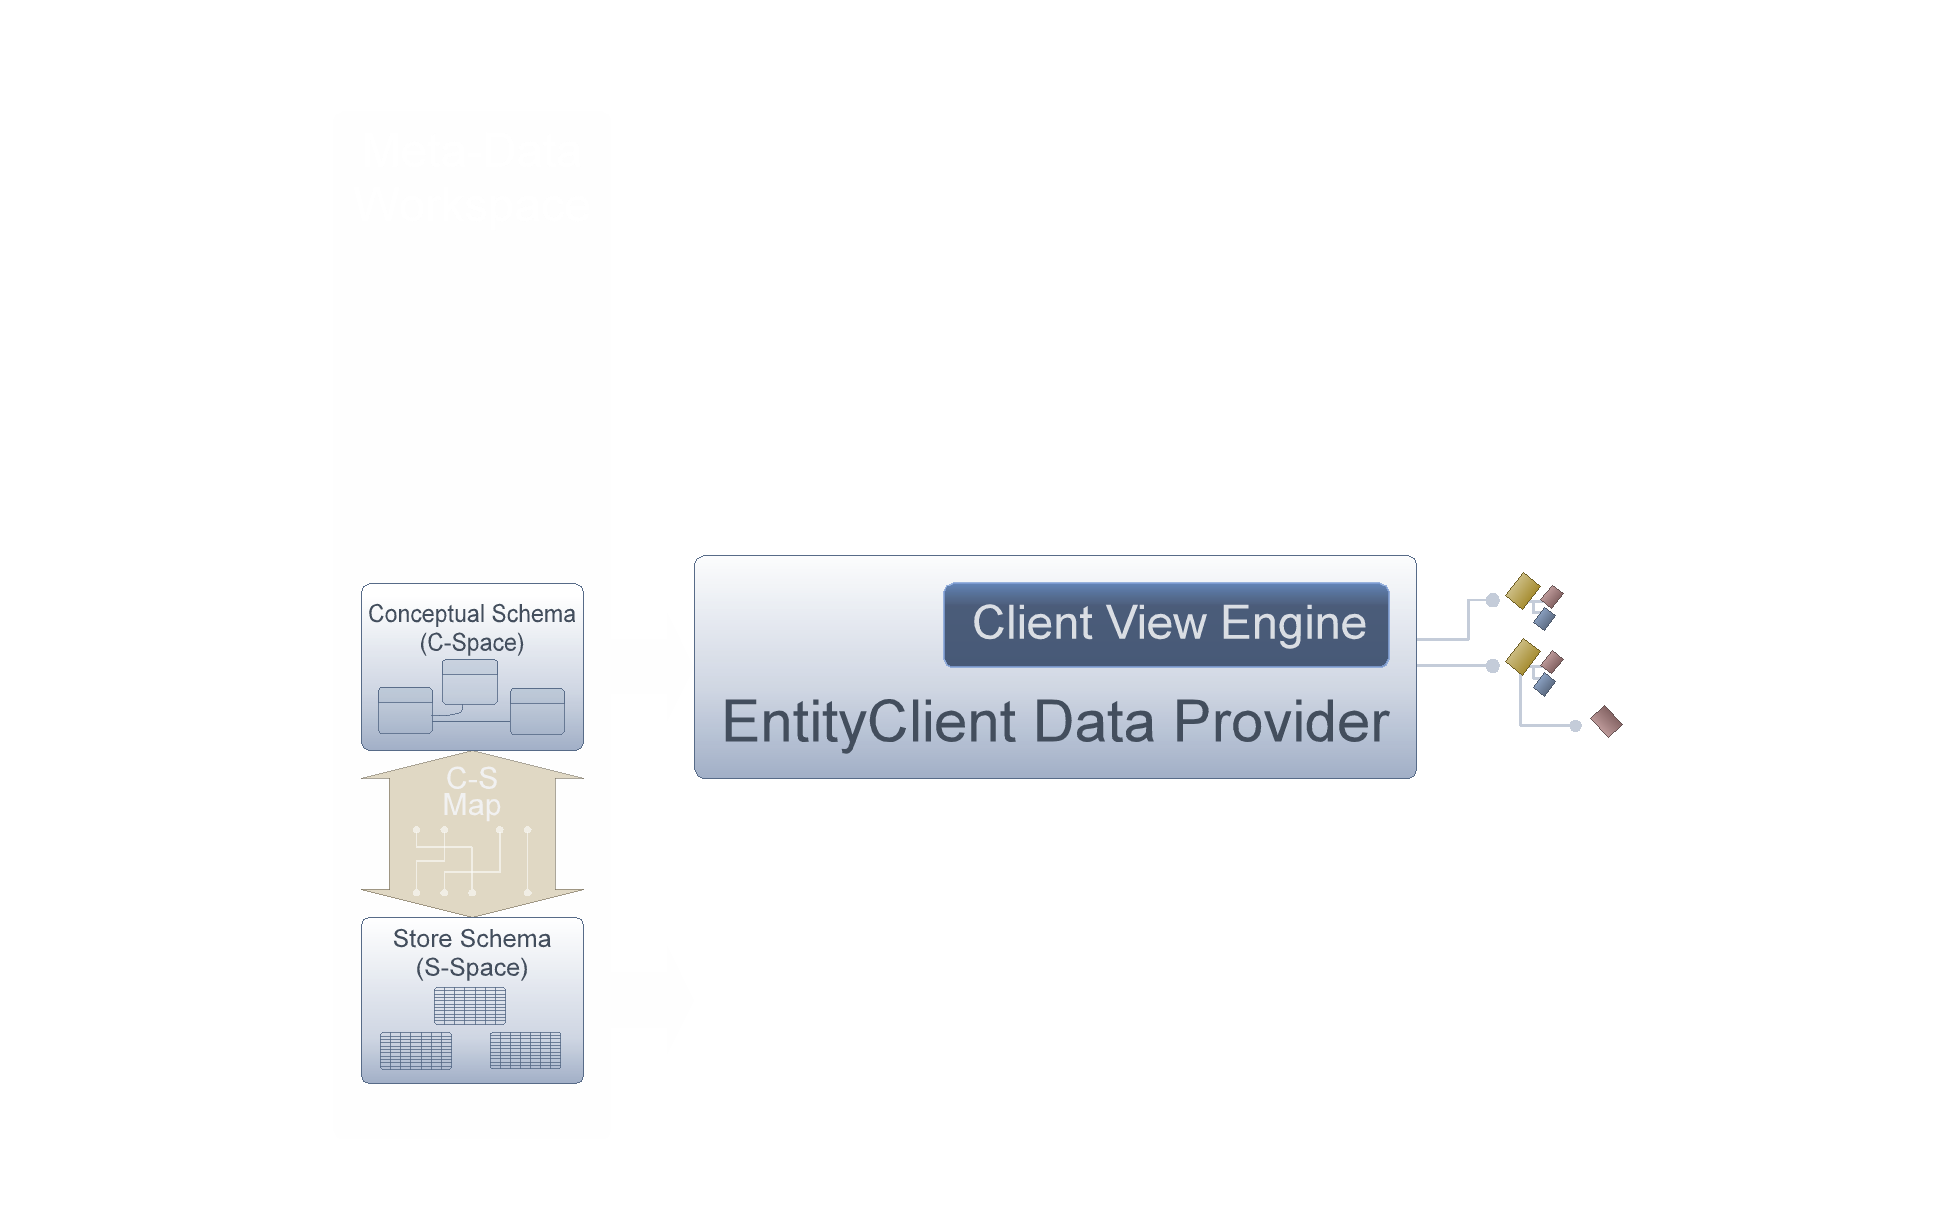 Conceptual Schema
(C-Space)
C-S
Map
Store Schema
(S-Space)
Client View Engine
EntityClient Data Provider